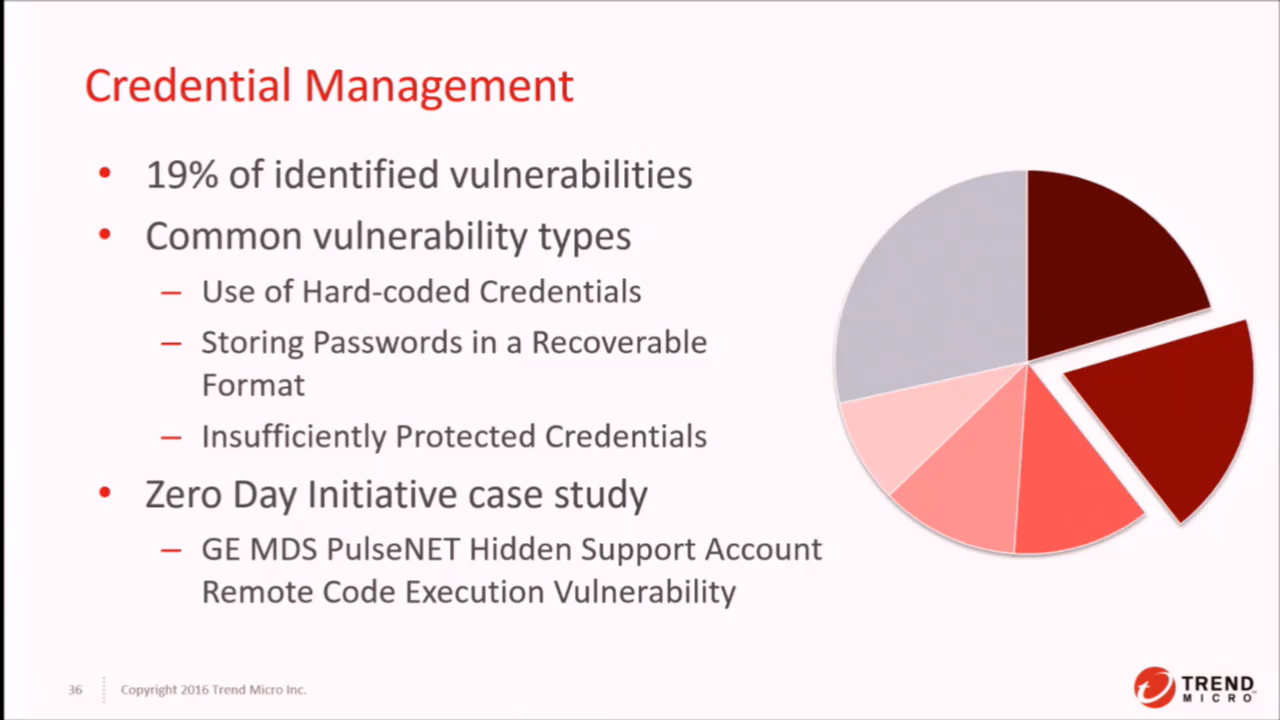 Credential Management
• 19% of identified vulnerabilities
• Common vulnerability types
– Use of Hard-coded Credentials
– Storing Passwords in a Recoverable
Format
– Insufficiently Protected Credentials
• Zero Day Initiative case study
– GE MDS PulseNET Hidden Support Account
Remote Code Execution Vulnerability
36
Copyright 2016 Trend Micro Inc.
TREND
MICRO